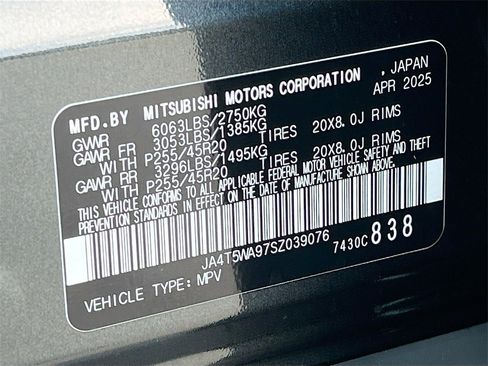 MFD.BY MITSUBISHI MOTORS CORPORATION , JAPAN
GVWR 6063LBS/2750KG APR 2025
GAWR FR 3053LBS/1385KG
WITH P255/45R20 TIRES 20X8.0J RIMS
GAWR RR 3296LBS/1495KG
WITH P255/45R20 TIRES 20X8.0J RIMS
THIS VEHICLE CONFORMS TO ALL APPLICABLE FEDERAL MOTOR VEHICLE SAFETY AND THEFT
PREVENTION STANDARDS IN EFFECT ON THE DATE OF MANUFACTURE SHOWN ABOVE.
JA4T5WA97SZ039076 7430C 838
VEHICLE TYPE: MPV